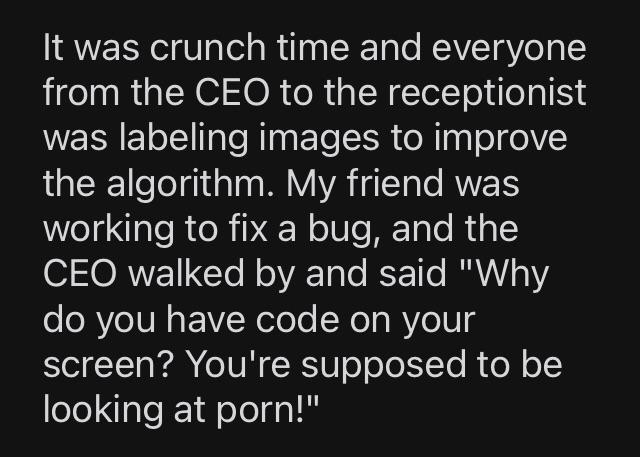 It was crunch time and everyone
from the CEO to the receptionist
was labeling images to improve
the algorithm. My friend was
working to fix a bug, and the
CEO walked by and said "Why
do you have code on your
screen? You're supposed to be
looking at porn!"